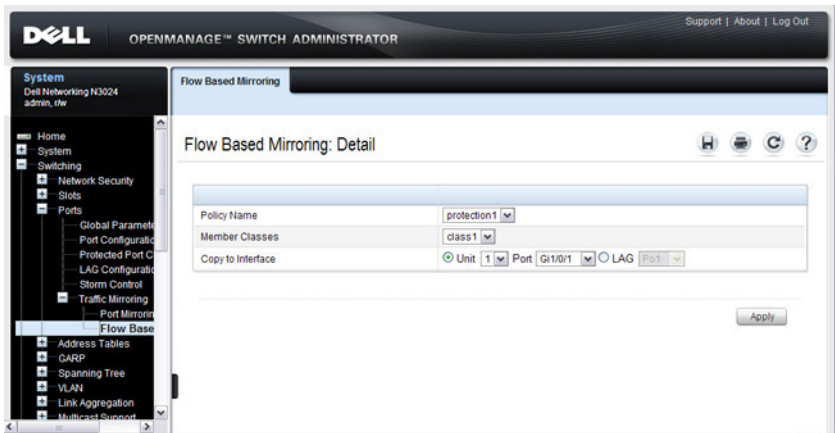 Support | About | Log Out
DELL OPENMANAGE™ SWITCH ADMINISTRATOR
System
Dell Networking N3024
admin, r/w
Flow Based Mirroring
Home
System
Switching
Network Security
Slots
Ports
Global Paramete
Port Configuratic
Protected Port C
LAG Configuratic
Storm Control
Traffic Mirroring
Port Mirrorin
Flow Base
Address Tables
GARP
Spanning Tree
VLAN
Link Aggregation
Multicast Support
Flow Based Mirroring: Detail
H C ?
Policy Name protection1
Member Classes class1
Copy to Interface Unit 1 Port Gi1/0/1 LAG Po1
Apply